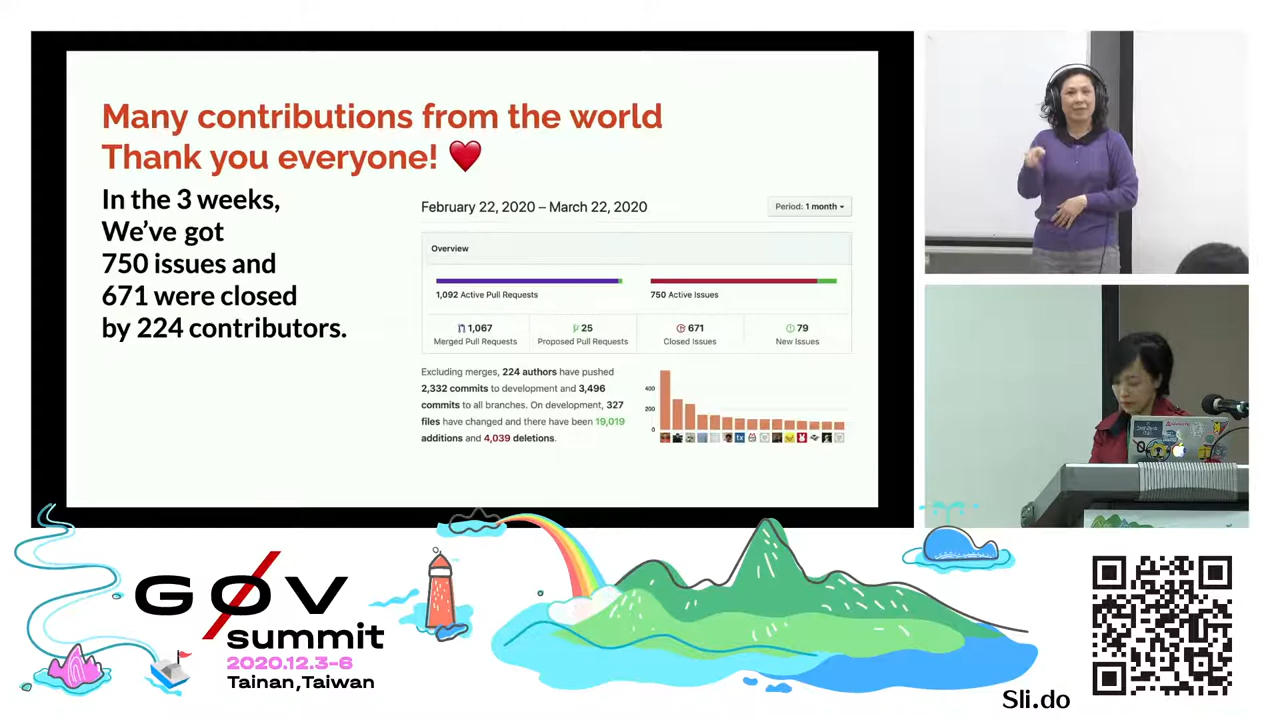 Many contributions from the world
Thank you everyone! ❤️
In the 3 weeks,
We've got
750 issues and
671 were closed
by 224 contributors.
February 22, 2020 – March 22, 2020
Period: 1 month
Overview
1,092 Active Pull Requests
750 Active Issues
1,067
Merged Pull Requests
25
Proposed Pull Requests
671
Closed Issues
79
New Issues
Excluding merges, 224 authors have pushed
2,332 commits to development and 3,496
commits to all branches. On development, 327
files have changed and there have been 19,019
additions and 4,039 deletions.
400
200
0
GØV
summit
2020.12.3-6
Tainan,Taiwan
Sli.do